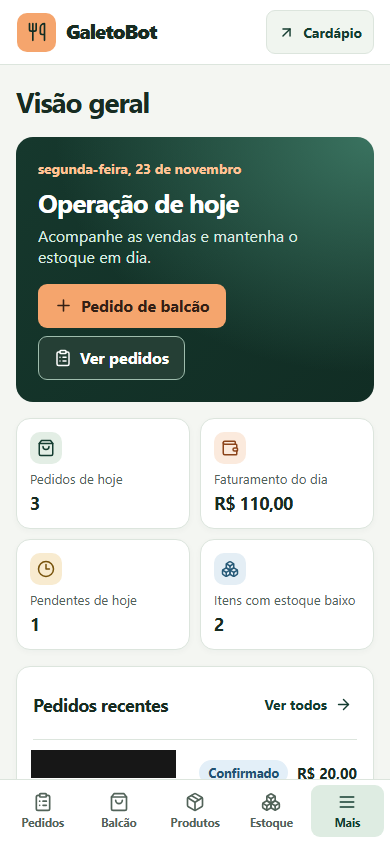 GaletoBot
Cardápio
Visão geral
segunda-feira, 23 de novembro
Operação de hoje
Acompanhe as vendas e mantenha o
estoque em dia.
Pedido de balcão
Ver pedidos
Pedidos de hoje
3
Faturamento do dia
R$ 110,00
Pendentes de hoje
1
Itens com estoque baixo
2
Pedidos recentes
Ver todos
Confirmado
R$ 20,00
Pedidos
Balcão
Produtos
Estoque
Mais